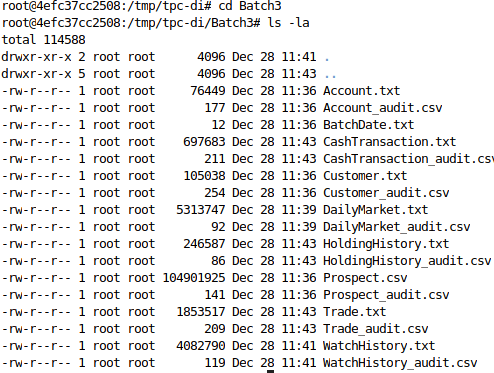 root@4efc37cc2508:/tmp/tpc-di# cd Batch3
root@4efc37cc2508:/tmp/tpc-di/Batch3# ls -la
total 114588
drwxr-xr-x 2 root root      4096 Dec 28 11:41 .
drwxr-xr-x 5 root root      4096 Dec 28 11:43 ..
-rw-r--r-- 1 root root     76449 Dec 28 11:36 Account.txt
-rw-r--r-- 1 root root       177 Dec 28 11:36 Account_audit.csv
-rw-r--r-- 1 root root        12 Dec 28 11:36 BatchDate.txt
-rw-r--r-- 1 root root    697683 Dec 28 11:43 CashTransaction.txt
-rw-r--r-- 1 root root       211 Dec 28 11:43 CashTransaction_audit.csv
-rw-r--r-- 1 root root    105038 Dec 28 11:36 Customer.txt
-rw-r--r-- 1 root root       254 Dec 28 11:36 Customer_audit.csv
-rw-r--r-- 1 root root   5313747 Dec 28 11:39 DailyMarket.txt
-rw-r--r-- 1 root root        92 Dec 28 11:39 DailyMarket_audit.csv
-rw-r--r-- 1 root root    246587 Dec 28 11:43 HoldingHistory.txt
-rw-r--r-- 1 root root        86 Dec 28 11:43 HoldingHistory_audit.csv
-rw-r--r-- 1 root root 104901925 Dec 28 11:36 Prospect.csv
-rw-r--r-- 1 root root       141 Dec 28 11:36 Prospect_audit.csv
-rw-r--r-- 1 root root   1853517 Dec 28 11:43 Trade.txt
-rw-r--r-- 1 root root       209 Dec 28 11:43 Trade_audit.csv
-rw-r--r-- 1 root root   4082790 Dec 28 11:41 WatchHistory.txt
-rw-r--r-- 1 root root       119 Dec 28 11:41 WatchHistory_audit.csv